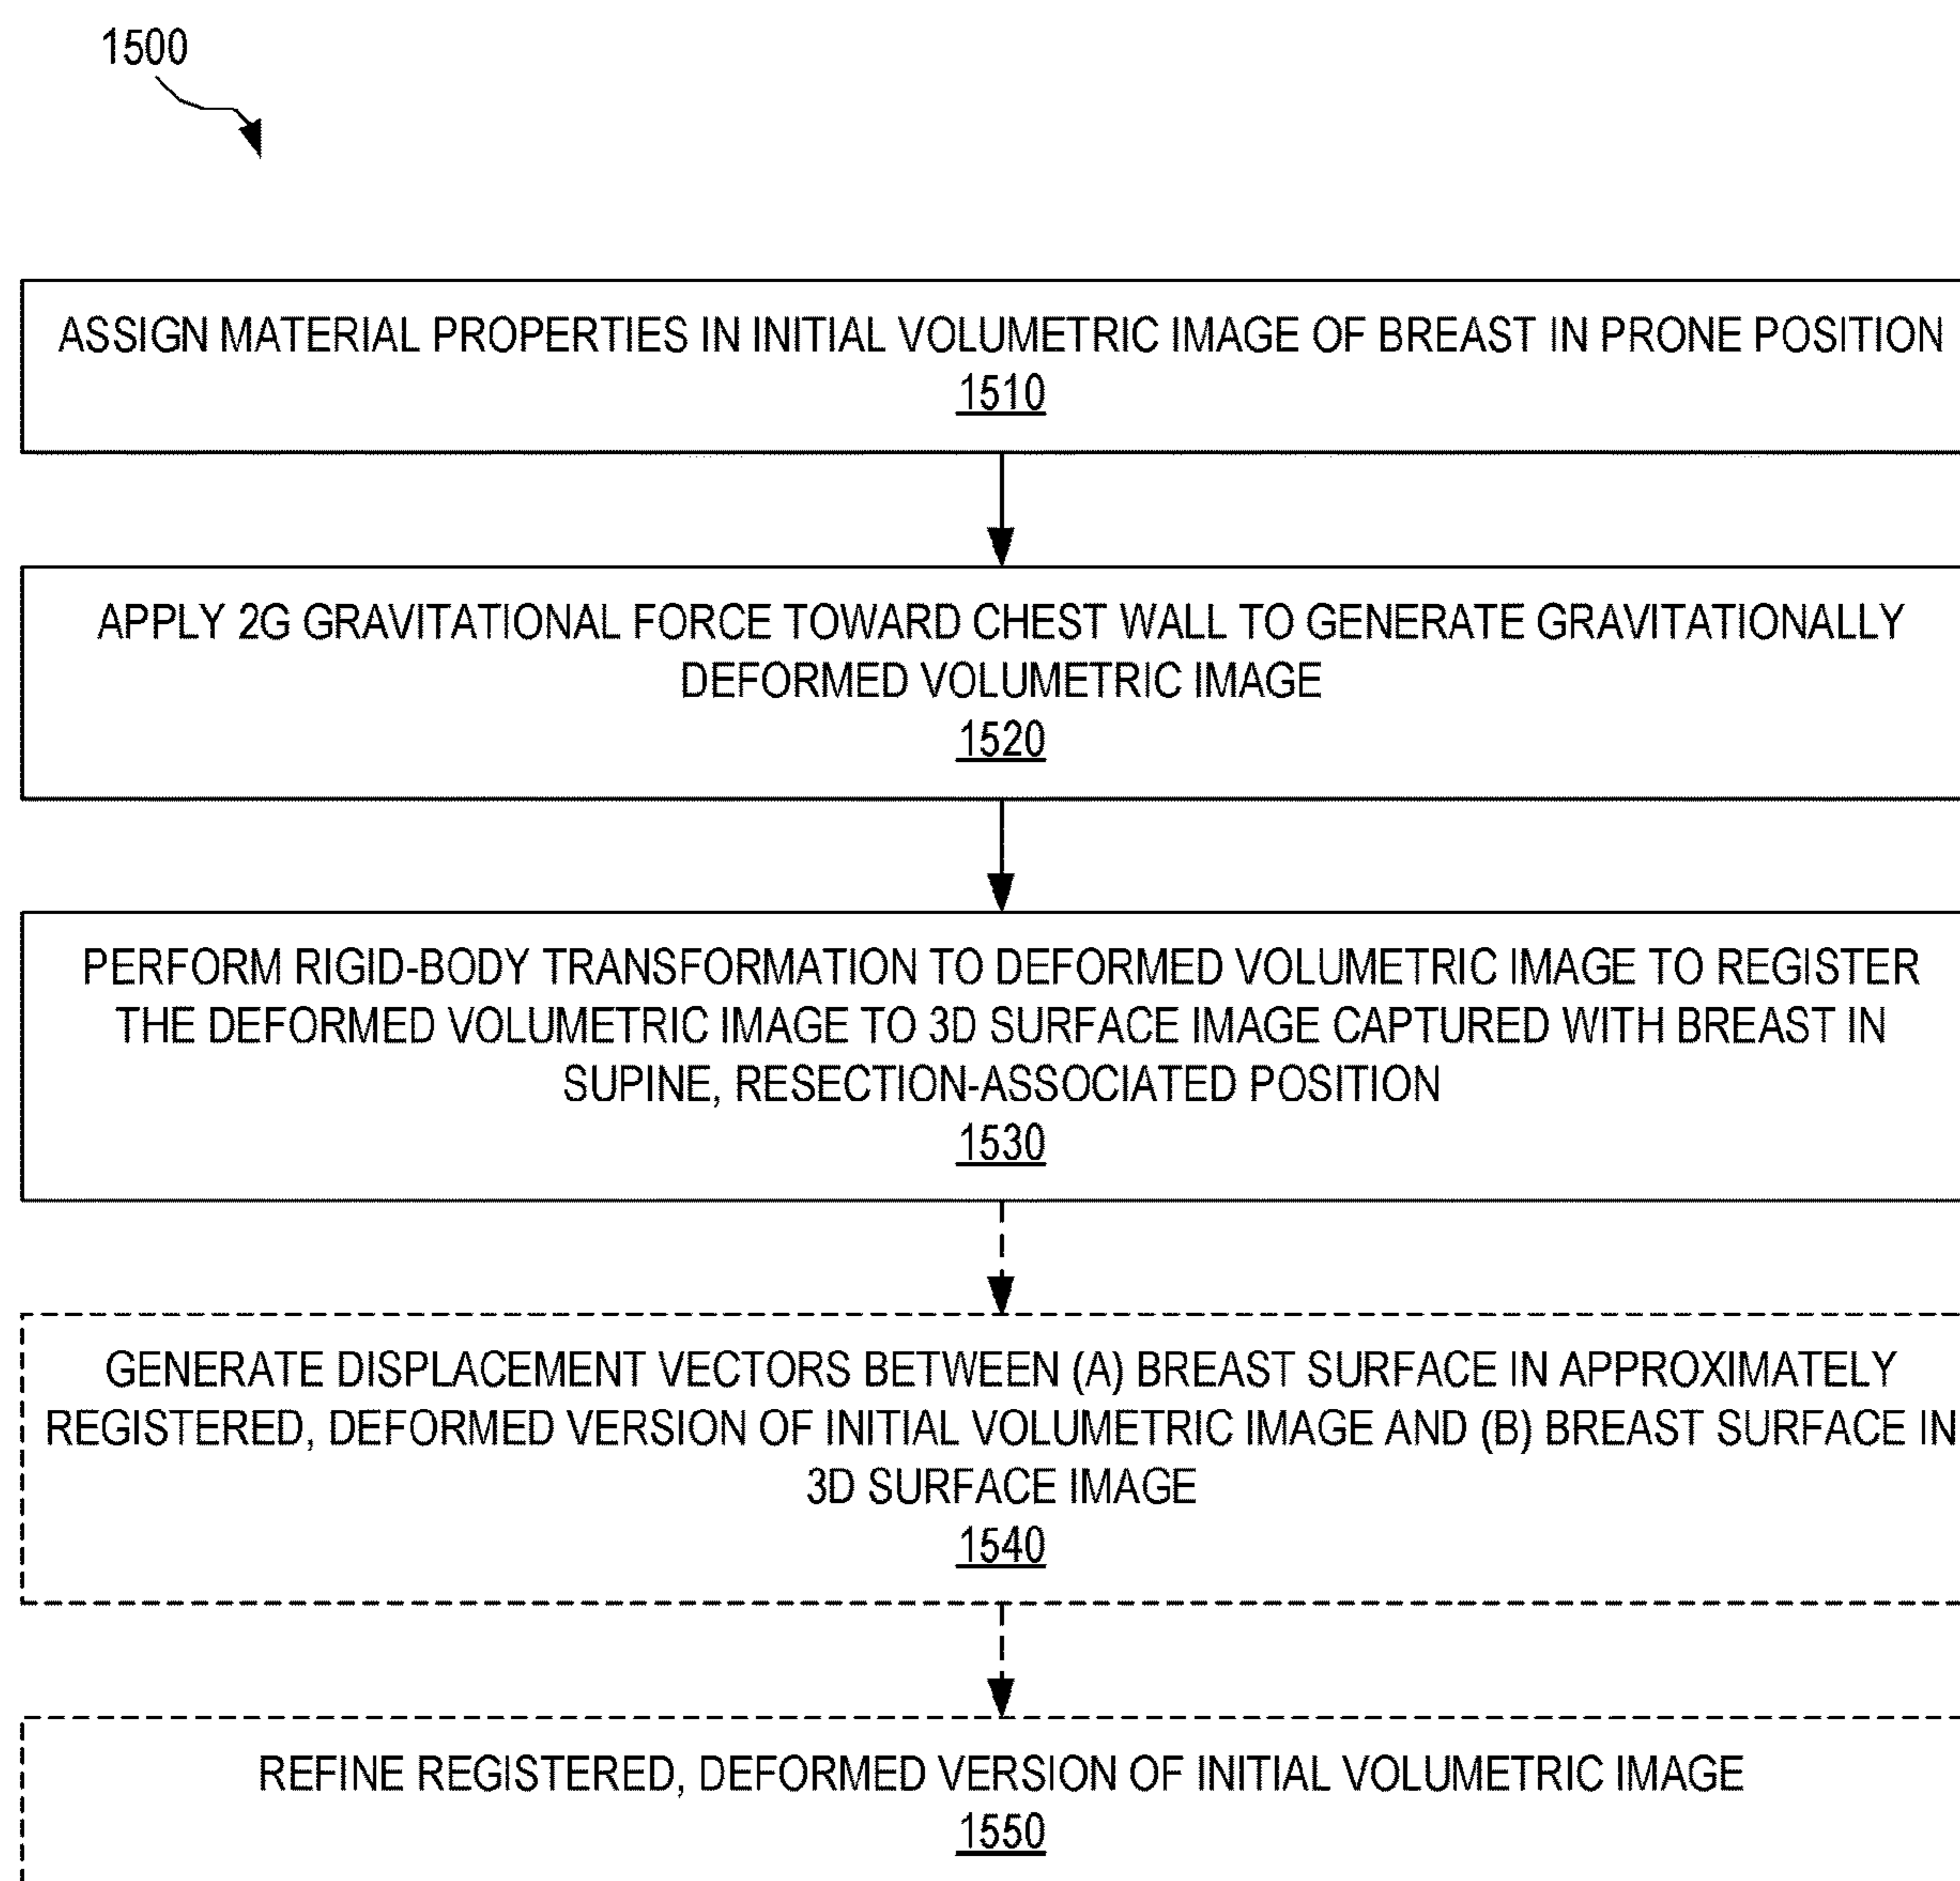 1500
ASSIGN MATERIAL PROPERTIES IN INITIAL VOLUMETRIC IMAGE OF BREAST IN PRONE POSITION
1510
APPLY 2G GRAVITATIONAL FORCE TOWARD CHEST WALL TO GENERATE GRAVITATIONALLY
DEFORMED VOLUMETRIC IMAGE
1520
PERFORM RIGID-BODY TRANSFORMATION TO DEFORMED VOLUMETRIC IMAGE TO REGISTER
THE DEFORMED VOLUMETRIC IMAGE TO 3D SURFACE IMAGE CAPTURED WITH BREAST IN
SUPINE, RESECTION-ASSOCIATED POSITION
1530
GENERATE DISPLACEMENT VECTORS BETWEEN (A) BREAST SURFACE IN APPROXIMATELY
REGISTERED, DEFORMED VERSION OF INITIAL VOLUMETRIC IMAGE AND (B) BREAST SURFACE IN
3D SURFACE IMAGE
1540
REFINE REGISTERED, DEFORMED VERSION OF INITIAL VOLUMETRIC IMAGE
1550